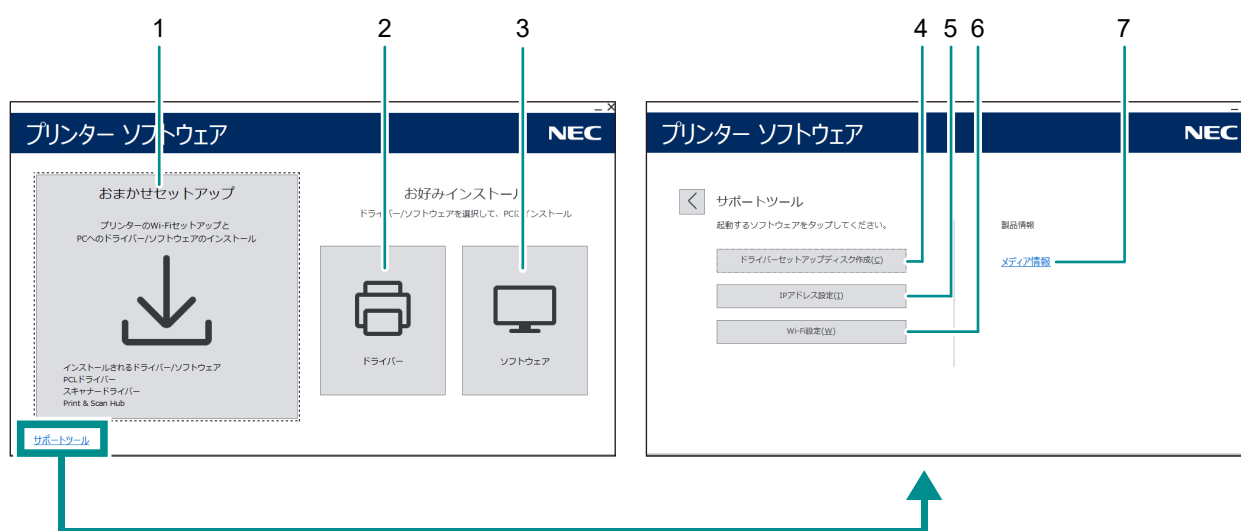 1
2
3
4
5
6
7
プリンター ソフトウェア
NEC
おまかせセットアップ
プリンターのWi-Fiセットアップと
PCへのドライバー/ソフトウェアのインストール
インストールされるドライバー/ソフトウェア
PCLドライバー
スキャナードライバー
Print & Scan Hub
お好みインストール
ドライバー/ソフトウェアを選択して、PCにインストール
ドライバー
ソフトウェア
サポートツール
プリンター ソフトウェア
NEC
サポートツール
起動するソフトウェアをタップしてください。
ドライバーセットアップディスク作成(C)
IPアドレス設定(I)
Wi-Fi設定(W)
製品情報
メディア情報